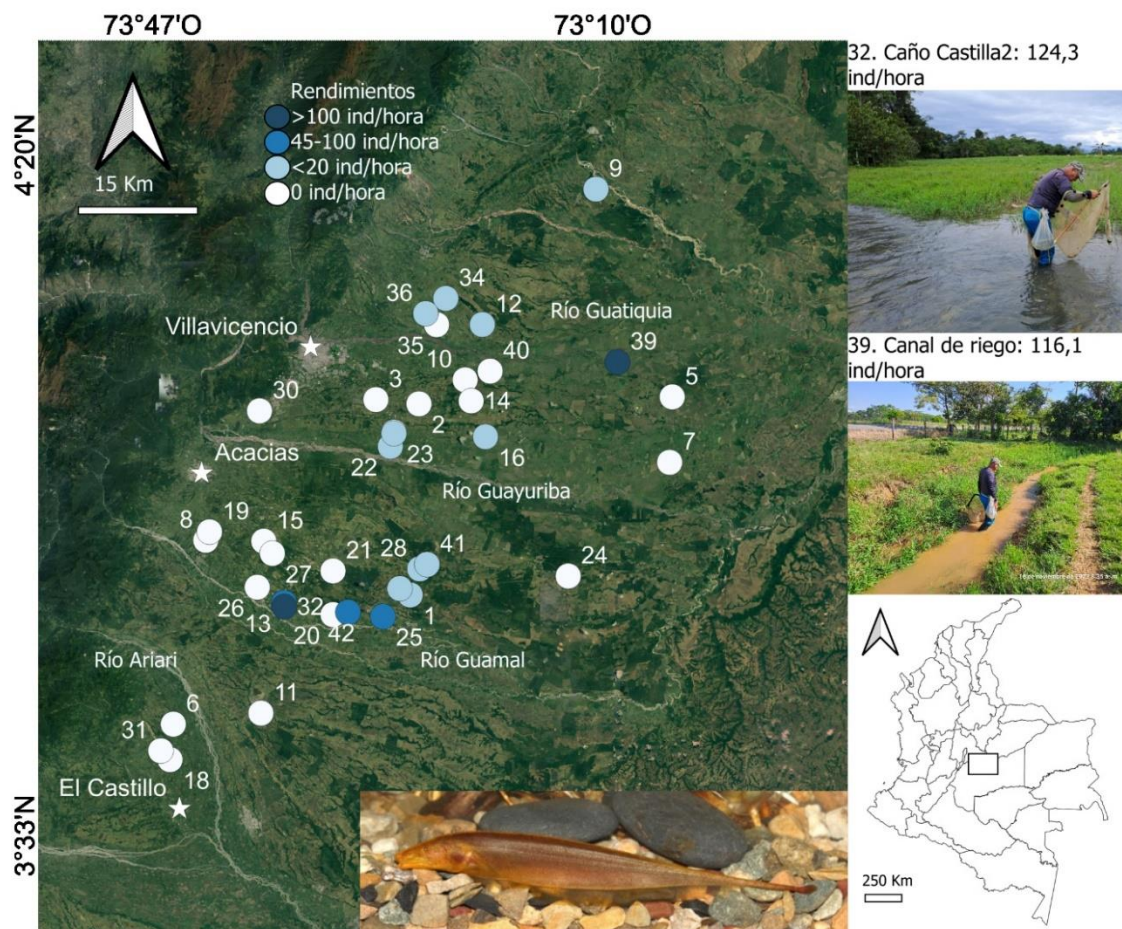 73°47'O
73°10'O
4°20'N
3°33'N
Rendimientos
>100 ind/hora
45-100 ind/hora
<20 ind/hora
0 ind/hora
15 Km
9
34
36
12
Río Guatiquia
Villavicencio
35
10
40
39
3
5
30
14
2
Acacias
22
23
16
7
Río Guayuriba
8
19
15
21
28
41
24
27
26
32
13
20
42
25
1
Río Guamal
Río Ariari
11
6
31
18
El Castillo
32. Caño Castilla2: 124,3
ind/hora
39. Canal de riego: 116,1
ind/hora
250 Km